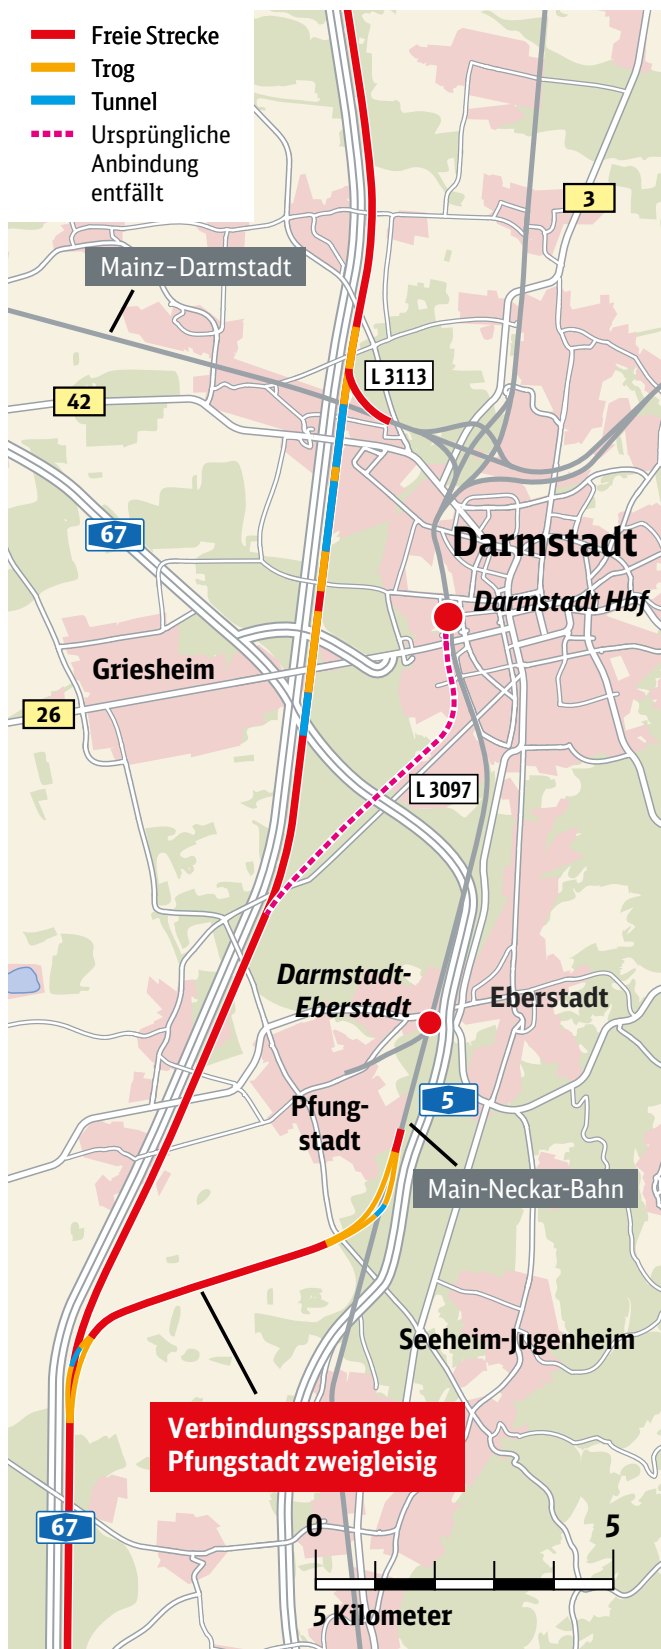 Freie Strecke
Trog
Tunnel
Ursprüngliche
Anbindung
entfällt
3
Mainz–Darmstadt
L 3113
42
67
Darmstadt
Darmstadt Hbf
Griesheim
26
L 3097
Darmstadt-
Eberstadt
Eberstadt
5
Pfung-
stadt
Main-Neckar-Bahn
Seeheim-Jugenheim
Verbindungsspange bei
Pfungstadt zweigleisig
67
0 5
5 Kilometer